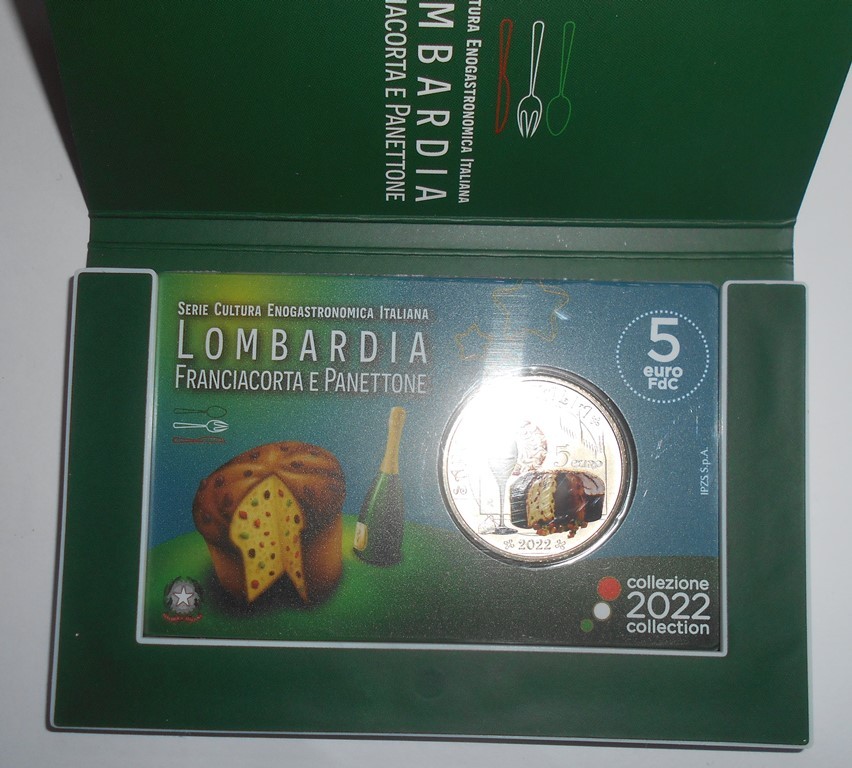 TURA ENOGASTRONOMICA ITALIANA
MBARDIA
IACORTA E PANETTONE
SERIE CULTURA ENOGASTRONOMICA ITALIANA
LOMBARDIA
FRANCIACORTA E PANETTONE
5
euro
FdC
IPZS S.p.A.
5 EURO
2022
collezione
2022
collection